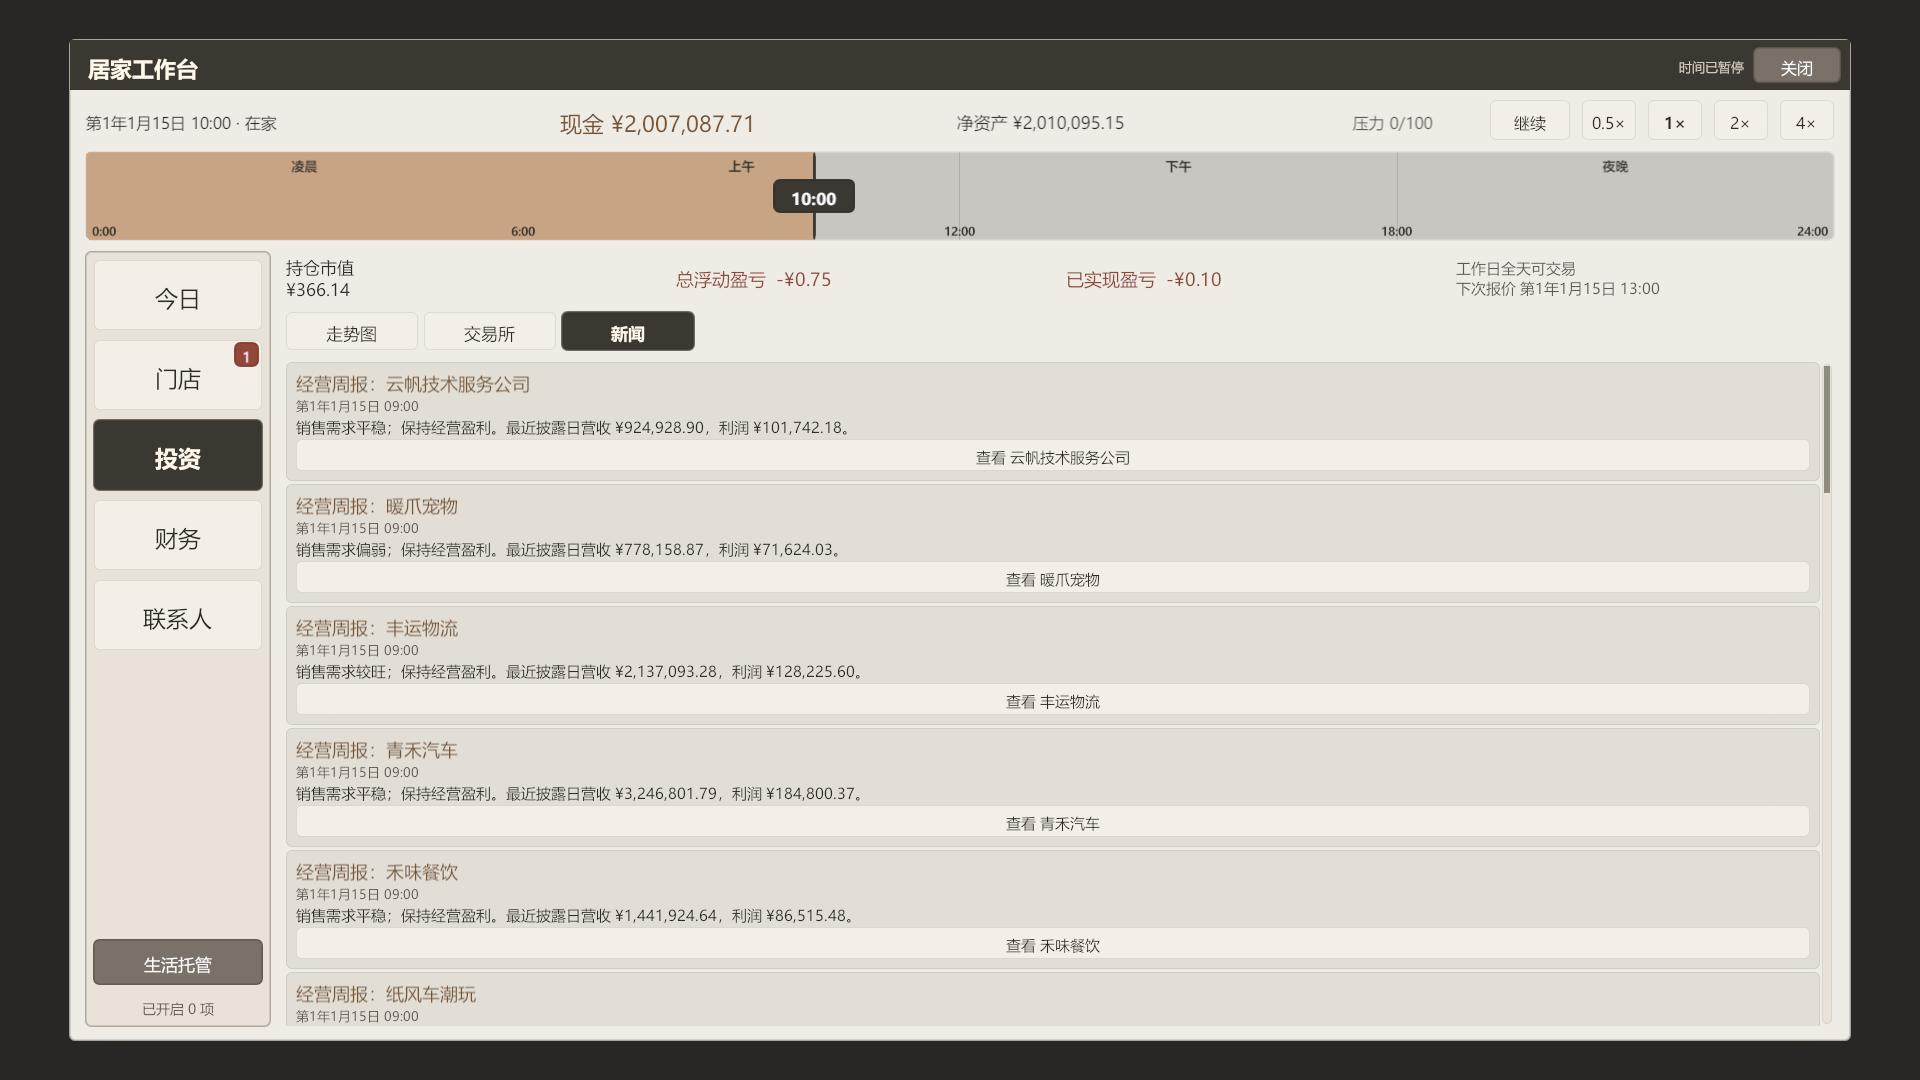 居家工作台
时间已暂停
关闭
第1年1月15日 10:00 · 在家
现金 ¥2,007,087.71
净资产 ¥2,010,095.15
压力 0/100
继续
0.5×
1×
2×
4×
凌晨
上午
下午
夜晚
10:00
0:00
6:00
12:00
18:00
24:00
今日
门店
1
投资
财务
联系人
生活托管
已开启 0 项
持仓市值
¥366.14
总浮动盈亏 -¥0.75
已实现盈亏 -¥0.10
工作日全天可交易
下次报价 第1年1月15日 13:00
走势图
交易所
新闻
经营周报：云帆技术服务公司
第1年1月15日 09:00
销售需求平稳；保持经营盈利。最近披露日营收 ¥924,928.90，利润 ¥101,742.18。
查看 云帆技术服务公司
经营周报：暖爪宠物
第1年1月15日 09:00
销售需求偏弱；保持经营盈利。最近披露日营收 ¥778,158.87，利润 ¥71,624.03。
查看 暖爪宠物
经营周报：丰运物流
第1年1月15日 09:00
销售需求较旺；保持经营盈利。最近披露日营收 ¥2,137,093.28，利润 ¥128,225.60。
查看 丰运物流
经营周报：青禾汽车
第1年1月15日 09:00
销售需求平稳；保持经营盈利。最近披露日营收 ¥3,246,801.79，利润 ¥184,800.37。
查看 青禾汽车
经营周报：禾味餐饮
第1年1月15日 09:00
销售需求平稳；保持经营盈利。最近披露日营收 ¥1,441,924.64，利润 ¥86,515.48。
查看 禾味餐饮
经营周报：纸风车潮玩
第1年1月15日 09:00